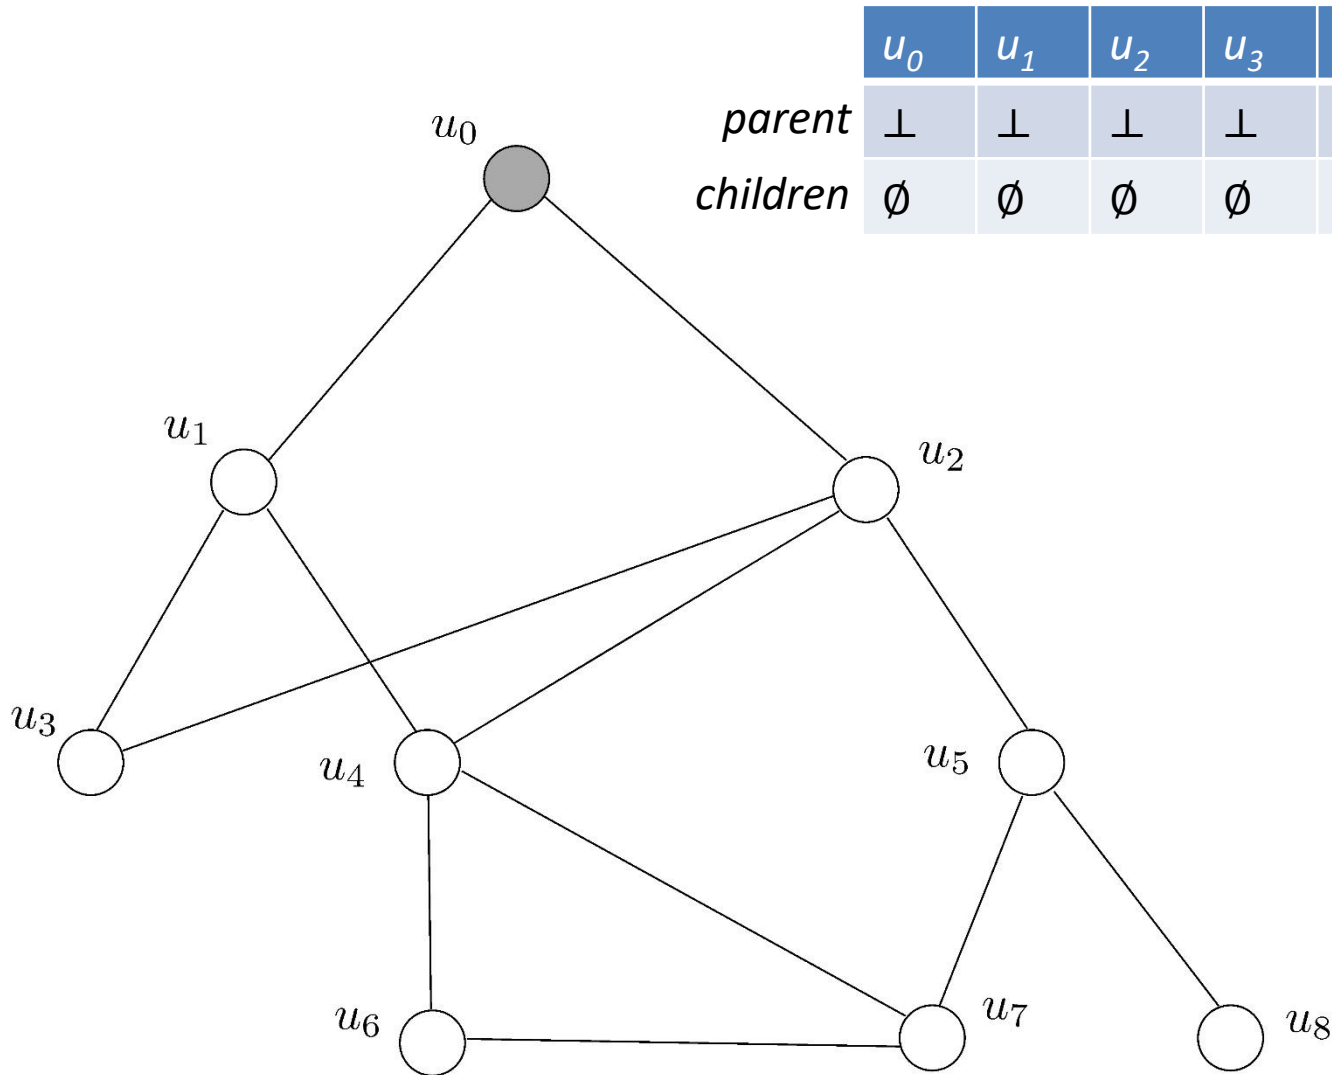 u₀ u₁ u₂ u₃
parent ⊥ ⊥ ⊥ ⊥
children ∅ ∅ ∅ ∅
u₀
u₁
u₂
u₃
u₄
u₅
u₆
u₇
u₈